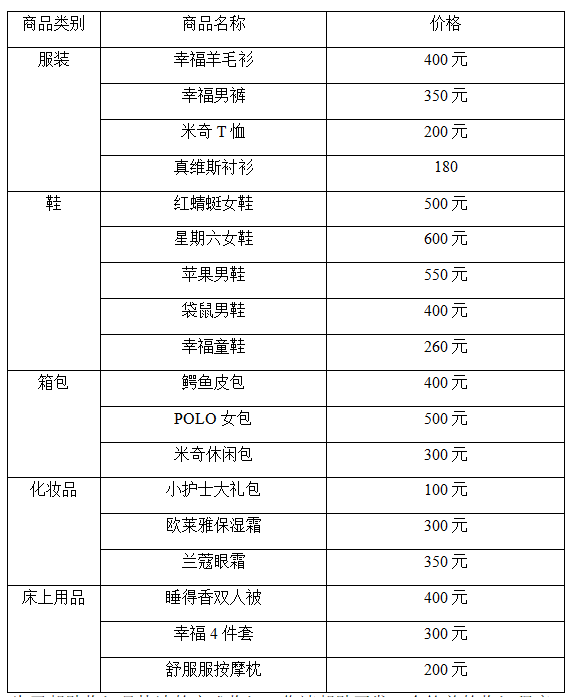 商品类别 商品名称 价格
服装 幸福羊毛衫 400 元
幸福男裤 350 元
米奇 T 恤 200 元
真维斯衬衫 180
鞋 红蜻蜓女鞋 500 元
星期六女鞋 600 元
苹果男鞋 550 元
袋鼠男鞋 400 元
幸福童鞋 260 元
箱包 鳄鱼皮包 400 元
POLO 女包 500 元
米奇休闲包 300 元
化妆品 小护士大礼包 100 元
欧莱雅保湿霜 300 元
兰蔻眼霜 350 元
床上用品 睡得香双人被 400 元
幸福 4 件套 300 元
舒服服按摩枕 200 元